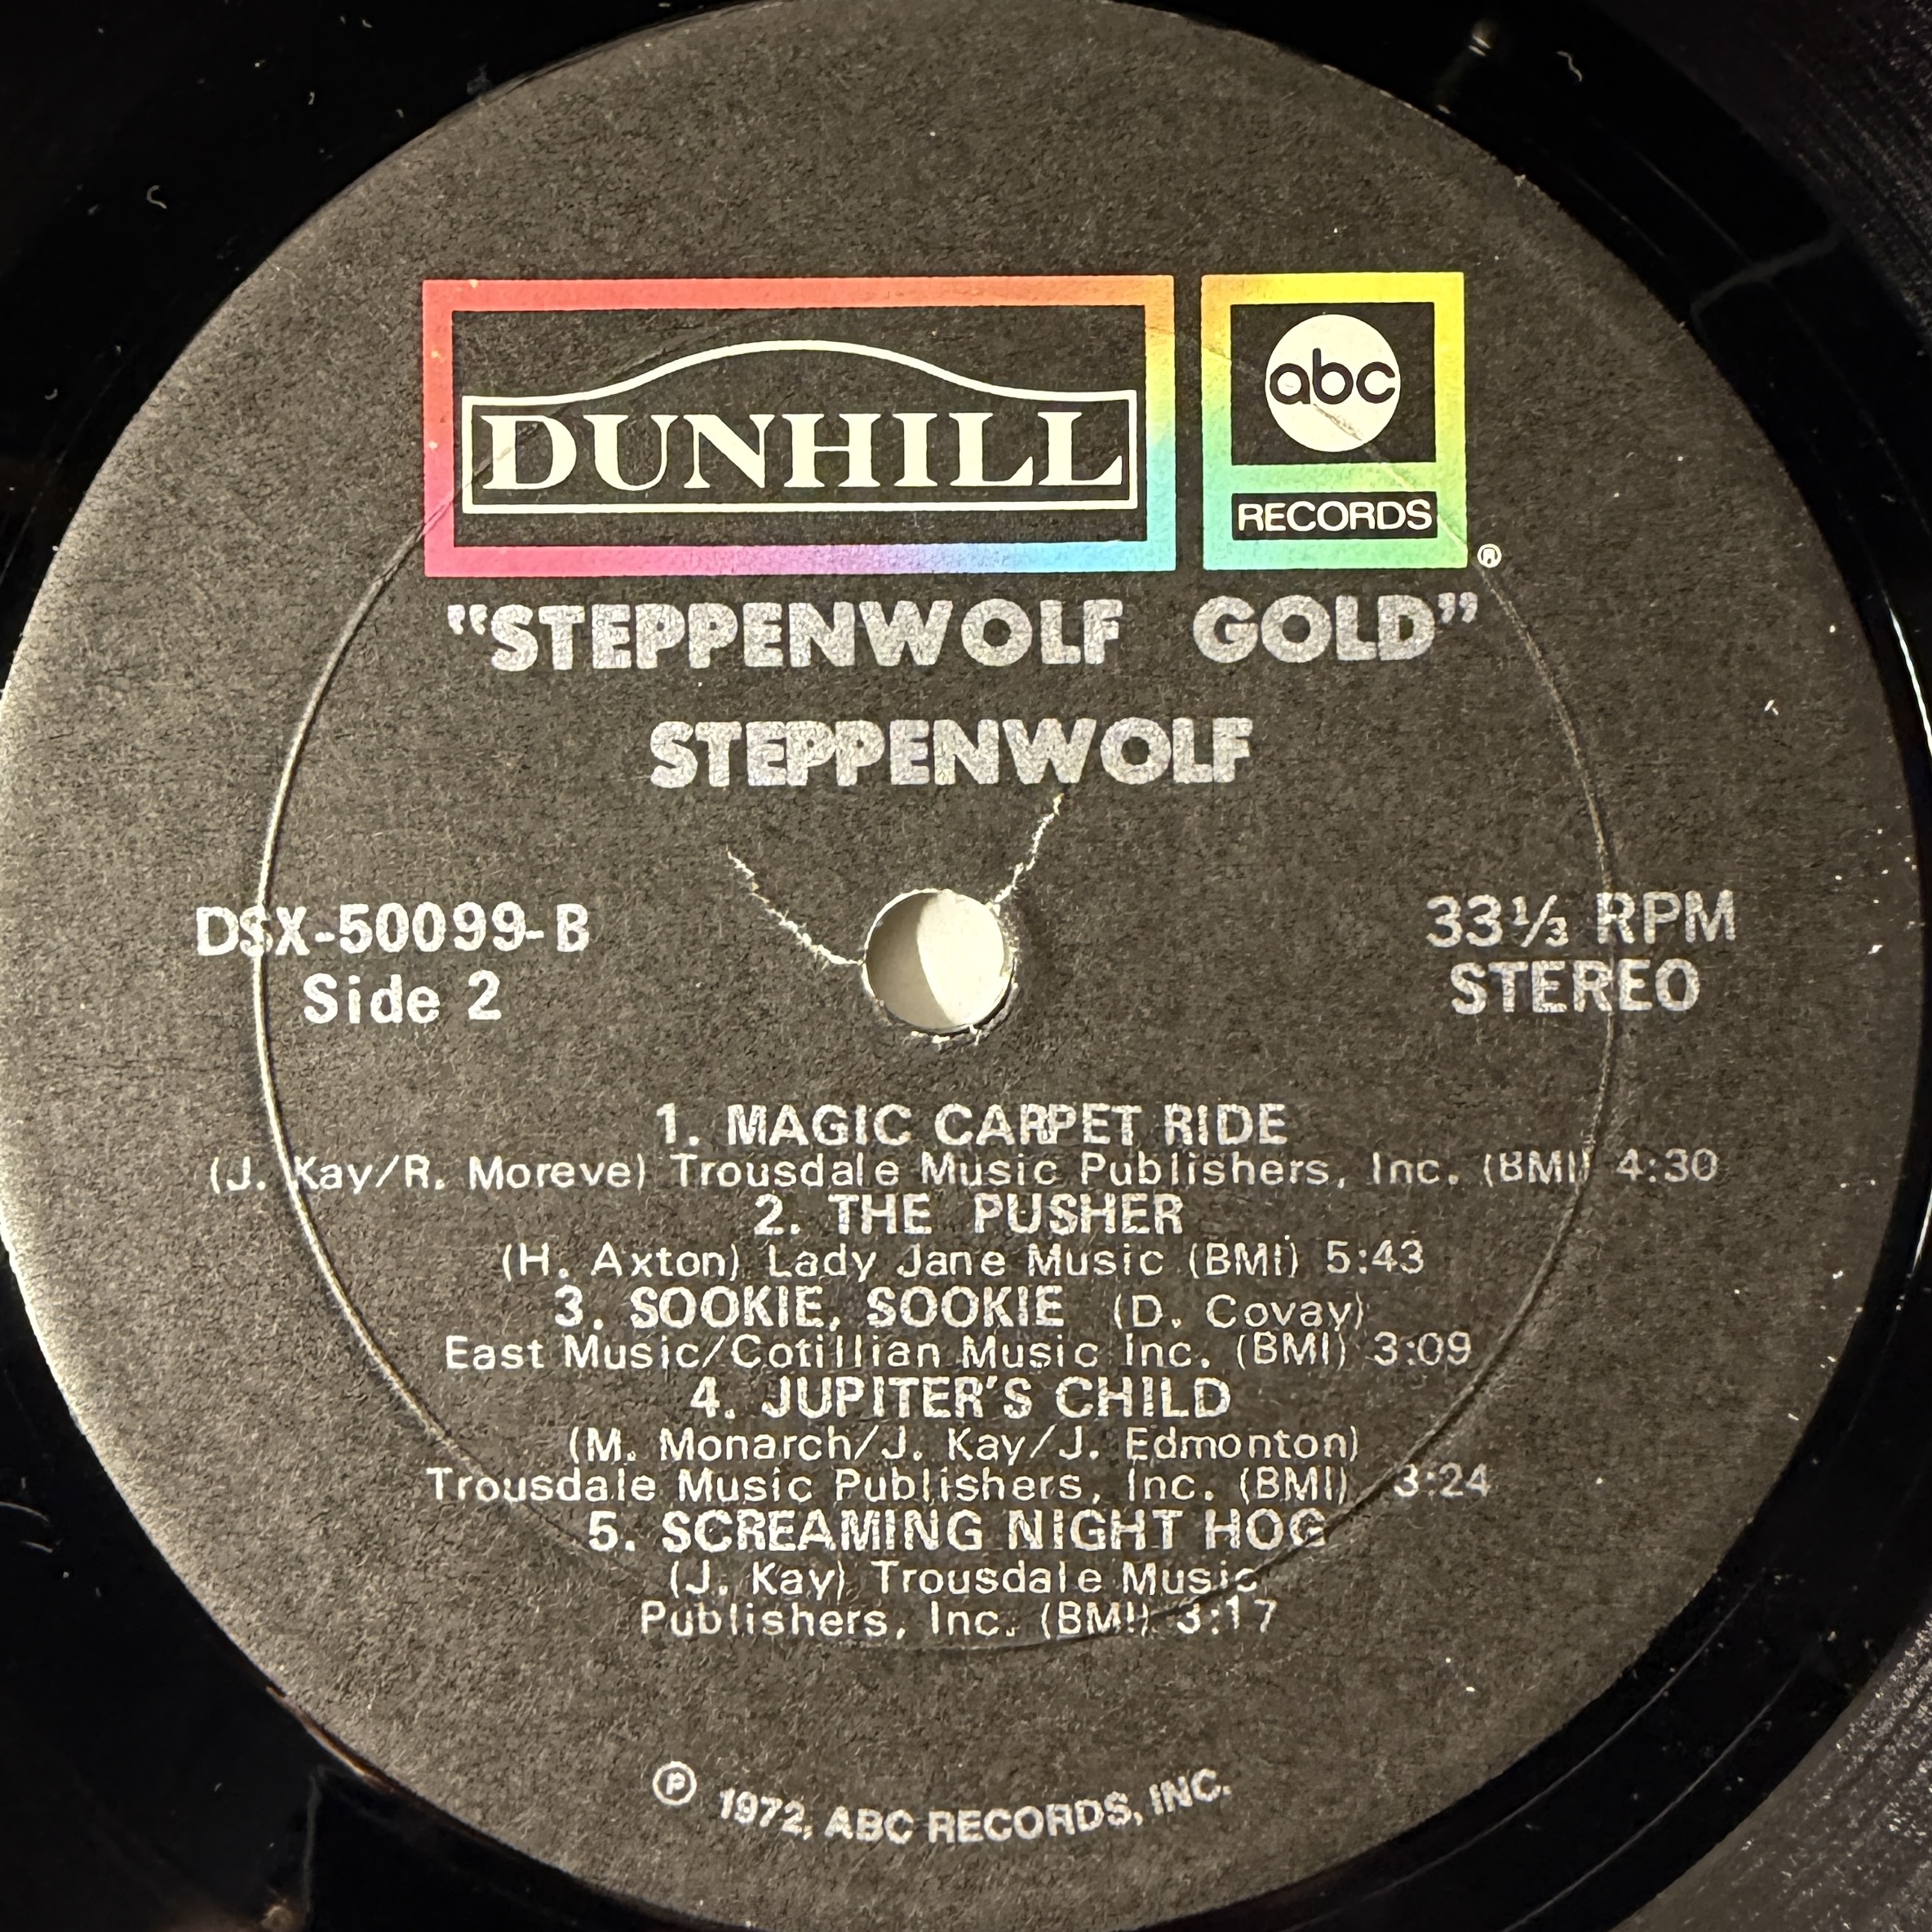 DUNHILL
abc
RECORDS
®
"STEPPENWOLF GOLD"
STEPPENWOLF
DSX-50099-B
Side 2
33⅓ RPM
STEREO
1. MAGIC CARPET RIDE
(J. Kay/R. Moreve) Trousdale Music Publishers, Inc. (BMI) 4:30
2. THE PUSHER
(H. Axton) Lady Jane Music (BMI) 5:43
3. SOOKIE, SOOKIE (D. Covay)
East Music/Cotillian Music Inc. (BMI) 3:09
4. JUPITER'S CHILD
(M. Monarch/J. Kay/J. Edmonton)
Trousdale Music Publishers, Inc. (BMI) 3:24
5. SCREAMING NIGHT HOG
(J. Kay) Trousdale Music
Publishers, Inc. (BMI) 3:17
℗ 1972, ABC RECORDS, INC.